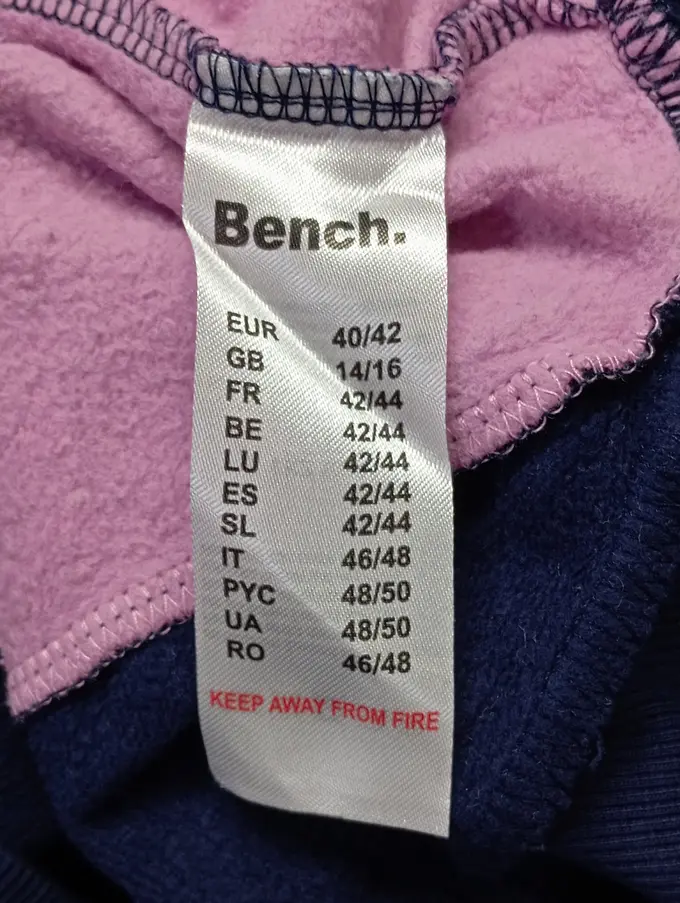 Bench.
EUR 40/42
GB 14/16
FR 42/44
BE 42/44
LU 42/44
ES 42/44
SL 42/44
IT 46/48
PYC 48/50
UA 48/50
RO 46/48
KEEP AWAY FROM FIRE